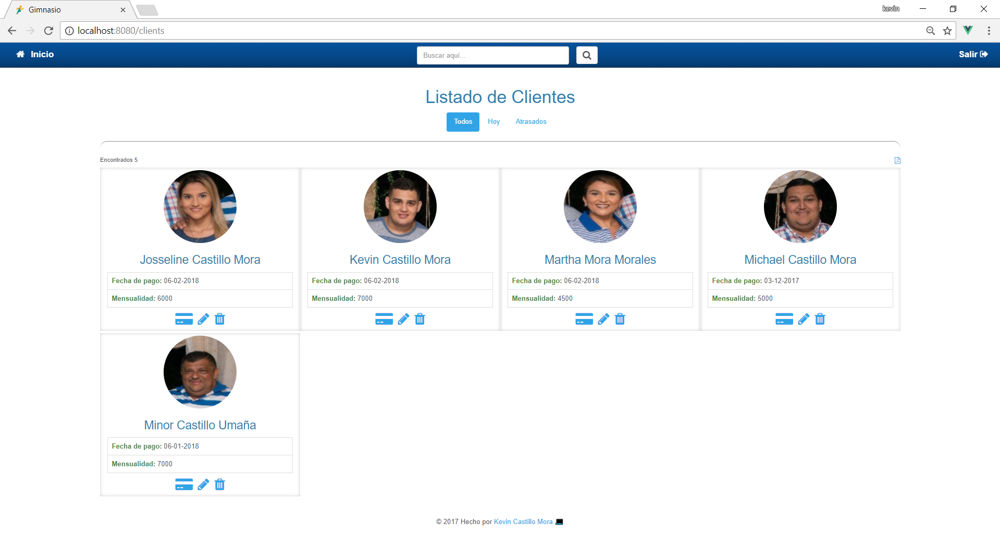 Gimnasio
kevin
localhost:8080/clients
Inicio
Buscar aquí...
Salir
Listado de Clientes
Todos Hoy Atrasados
Encontrados 5
Josseline Castillo Mora
Fecha de pago: 06-02-2018
Mensualidad: 6000
Kevin Castillo Mora
Fecha de pago: 06-02-2018
Mensualidad: 7000
Martha Mora Morales
Fecha de pago: 06-02-2018
Mensualidad: 4500
Michael Castillo Mora
Fecha de pago: 03-12-2017
Mensualidad: 5000
Minor Castillo Umaña
Fecha de pago: 06-01-2018
Mensualidad: 7000
© 2017 Hecho por Kevin Castillo Mora